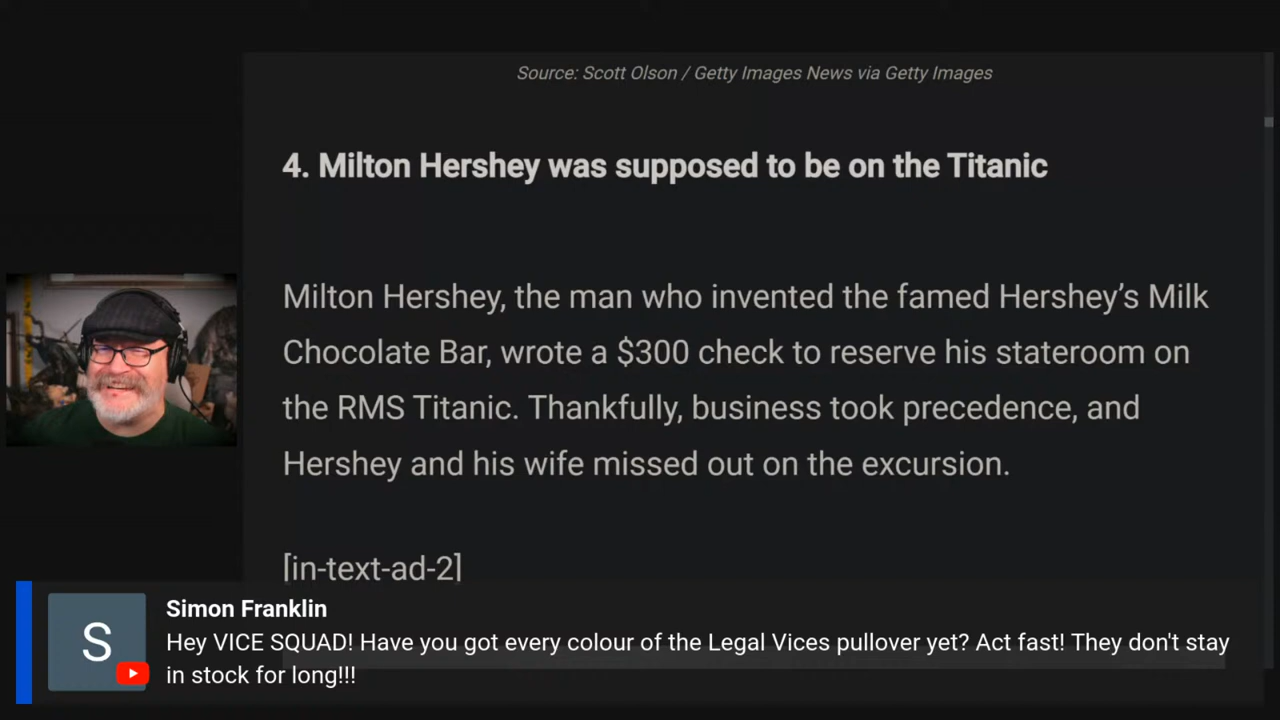 Source: Scott Olson / Getty Images News via Getty Images
4. Milton Hershey was supposed to be on the Titanic
Milton Hershey, the man who invented the famed Hershey’s Milk
Chocolate Bar, wrote a $300 check to reserve his stateroom on
the RMS Titanic. Thankfully, business took precedence, and
Hershey and his wife missed out on the excursion.
[in-text-ad-2]
S
Simon Franklin
Hey VICE SQUAD! Have you got every colour of the Legal Vices pullover yet? Act fast! They don't stay
in stock for long!!!